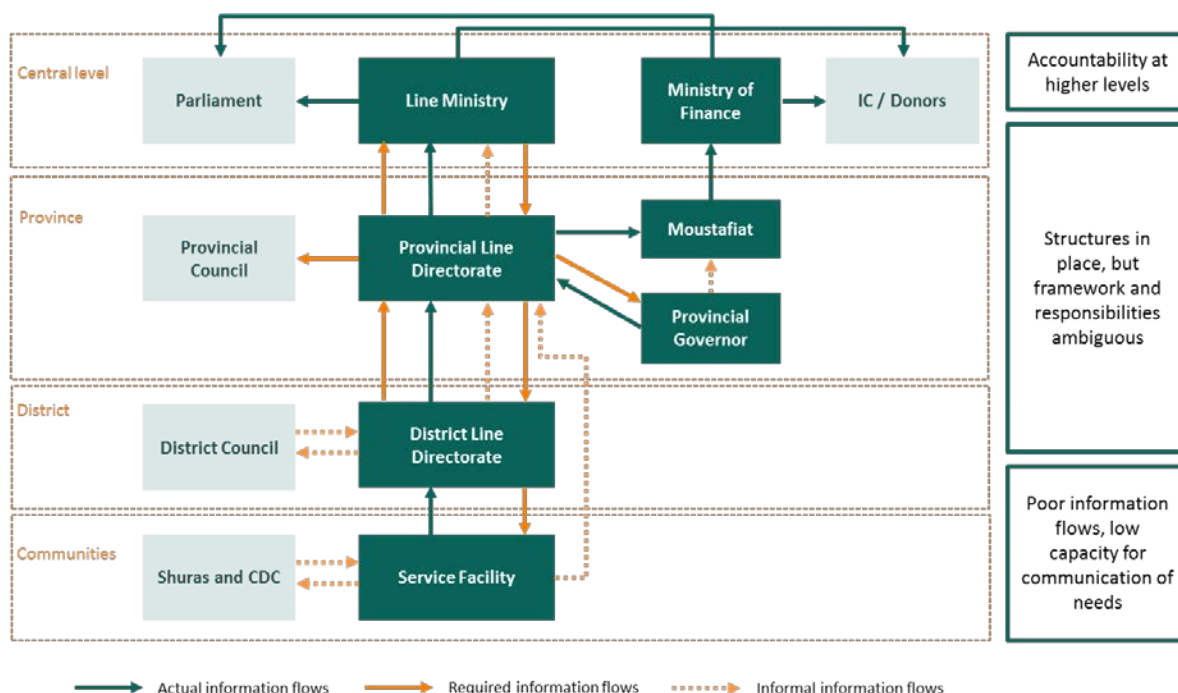 Central level
Parliament
Line Ministry
Ministry of
Finance
IC / Donors
Accountability at
higher levels
Province
Provincial
Council
Provincial Line
Directorate
Moustafiat
Provincial
Governor
Structures in
place, but
framework and
responsibilities
ambiguous
District
District Council
District Line
Directorate
Communities
Shuras and CDC
Service Facility
Poor information
flows, low
capacity for
communication of
needs
Actual information flows
Required information flows
Informal information flows